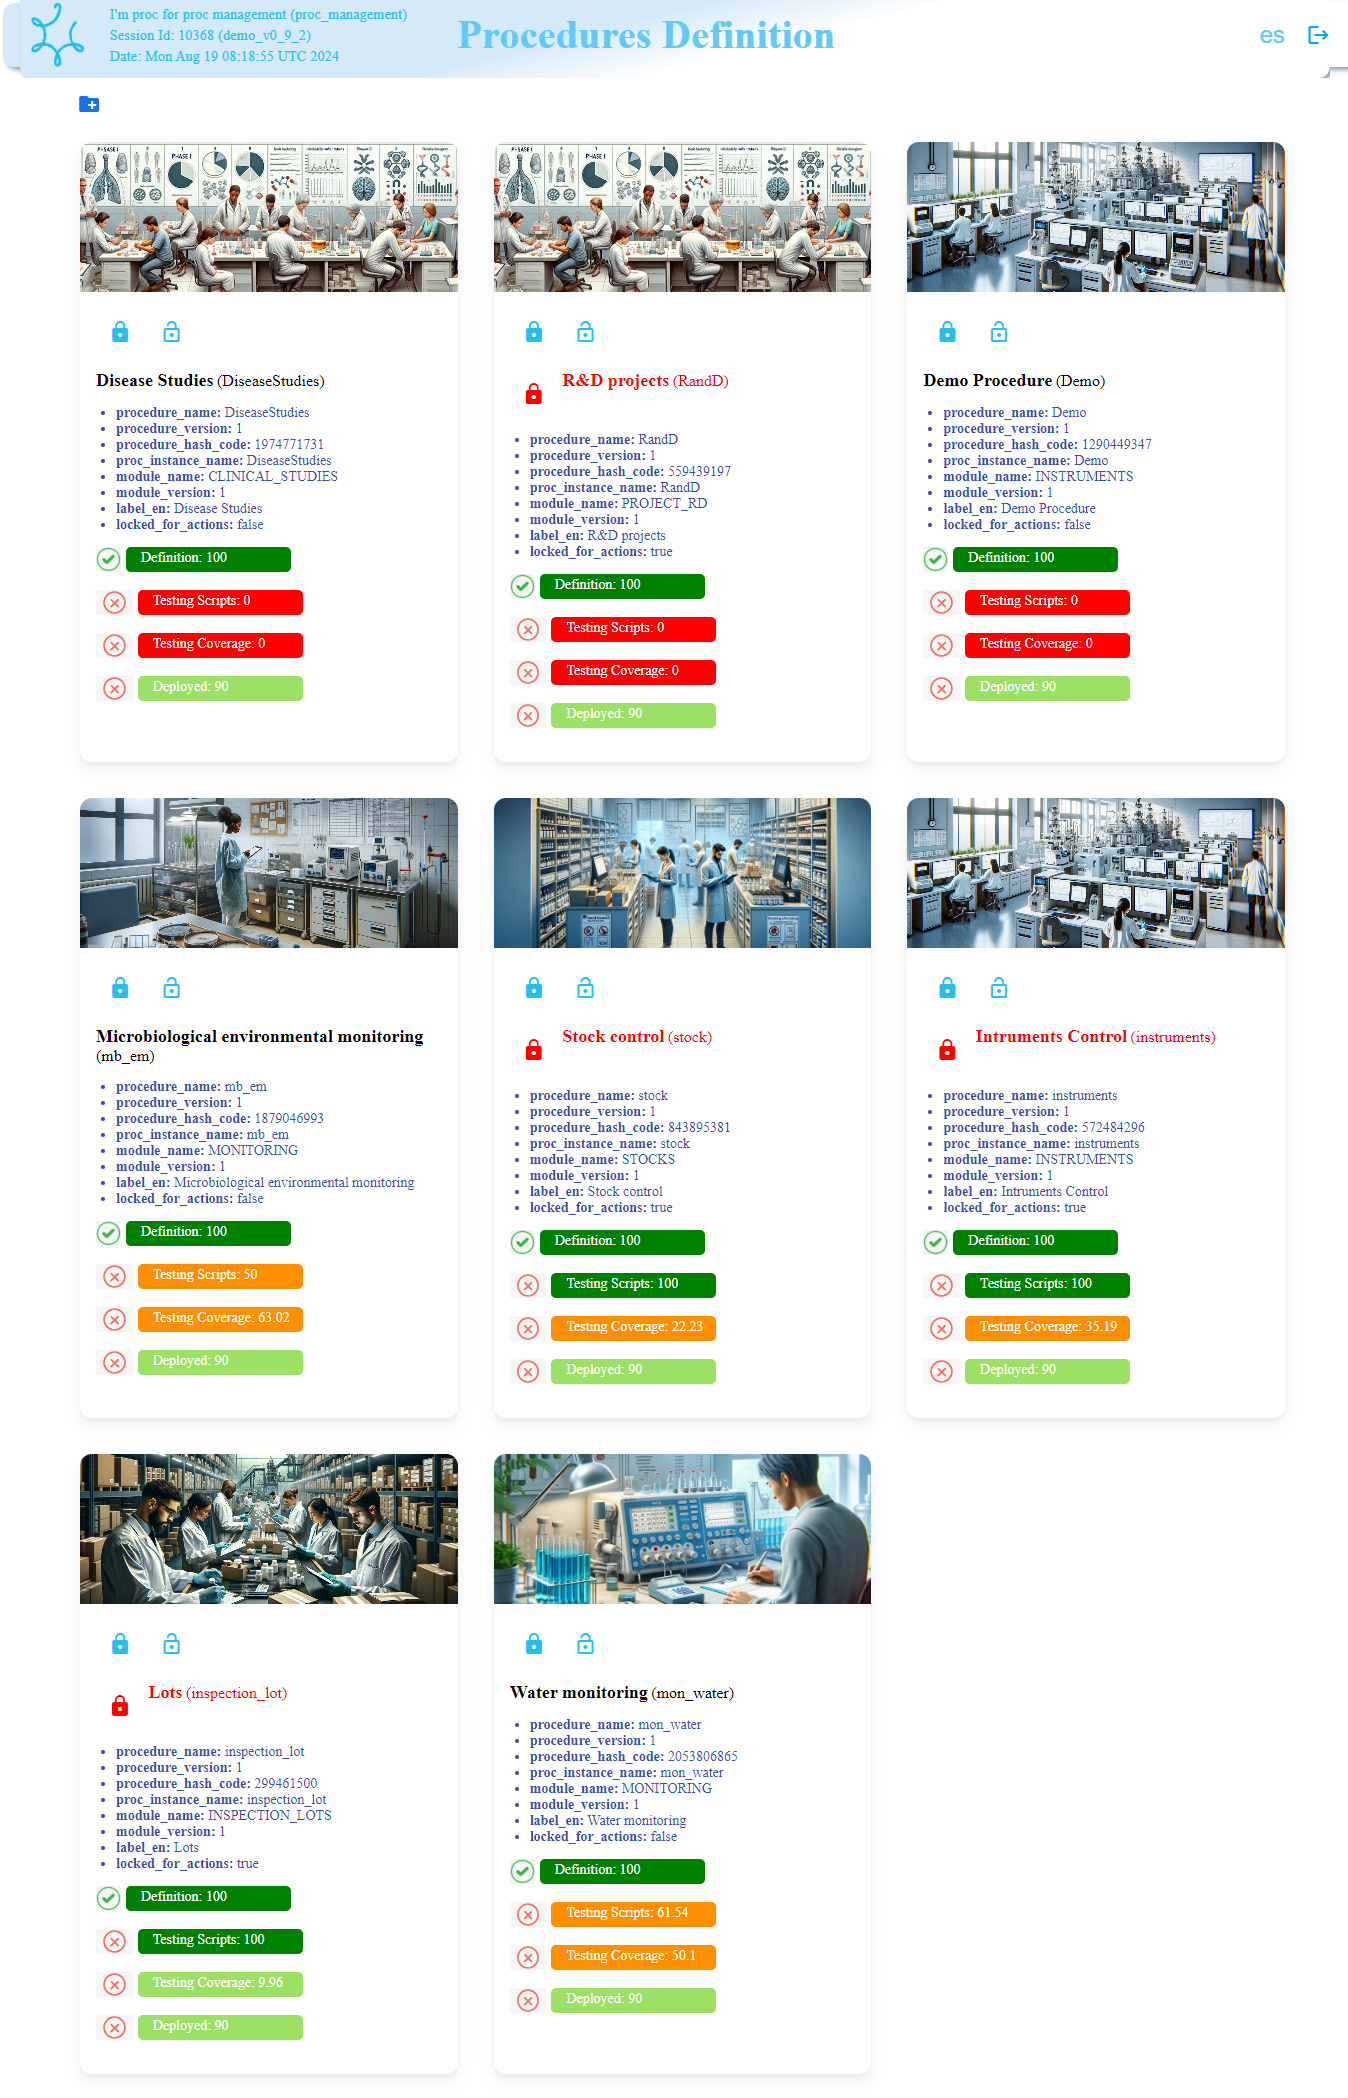 I'm proc for proc management (proc_management)
Session Id: 10368 (demo_v0_9_2)
Date: Mon Aug 19 08:18:55 UTC 2024
Procedures Definition
es
PHASE I
PHASE I
Disease Studies (DiseaseStudies)
procedure_name: DiseaseStudies
procedure_version: 1
procedure_hash_code: 1974771731
proc_instance_name: DiseaseStudies
module_name: CLINICAL_STUDIES
module_version: 1
label_en: Disease Studies
locked_for_actions: false
Definition: 100
Testing Scripts: 0
Testing Coverage: 0
Deployed: 90
R&D projects (RandD)
procedure_name: RandD
procedure_version: 1
procedure_hash_code: 559439197
proc_instance_name: RandD
module_name: PROJECT_RD
module_version: 1
label_en: R&D projects
locked_for_actions: true
Definition: 100
Testing Scripts: 0
Testing Coverage: 0
Deployed: 90
Demo Procedure (Demo)
procedure_name: Demo
procedure_version: 1
procedure_hash_code: 1290449347
proc_instance_name: Demo
module_name: INSTRUMENTS
module_version: 1
label_en: Demo Procedure
locked_for_actions: false
Definition: 100
Testing Scripts: 0
Testing Coverage: 0
Deployed: 90
Microbiological environmental monitoring
(mb_em)
procedure_name: mb_em
procedure_version: 1
procedure_hash_code: 1879046993
proc_instance_name: mb_em
module_name: MONITORING
module_version: 1
label_en: Microbiological environmental monitoring
locked_for_actions: false
Definition: 100
Testing Scripts: 50
Testing Coverage: 63.02
Deployed: 90
Stock control (stock)
procedure_name: stock
procedure_version: 1
procedure_hash_code: 843895381
proc_instance_name: stock
module_name: STOCKS
module_version: 1
label_en: Stock control
locked_for_actions: true
Definition: 100
Testing Scripts: 100
Testing Coverage: 22.23
Deployed: 90
Intruments Control (instruments)
procedure_name: instruments
procedure_version: 1
procedure_hash_code: 572484296
proc_instance_name: instruments
module_name: INSTRUMENTS
module_version: 1
label_en: Intruments Control
locked_for_actions: true
Definition: 100
Testing Scripts: 100
Testing Coverage: 35.19
Deployed: 90
Lots (inspection_lot)
procedure_name: inspection_lot
procedure_version: 1
procedure_hash_code: 299461500
proc_instance_name: inspection_lot
module_name: INSPECTION_LOTS
module_version: 1
label_en: Lots
locked_for_actions: true
Definition: 100
Testing Scripts: 100
Testing Coverage: 9.96
Deployed: 90
Water monitoring (mon_water)
procedure_name: mon_water
procedure_version: 1
procedure_hash_code: 2053806865
proc_instance_name: mon_water
module_name: MONITORING
module_version: 1
label_en: Water monitoring
locked_for_actions: false
Definition: 100
Testing Scripts: 61.54
Testing Coverage: 50.1
Deployed: 90